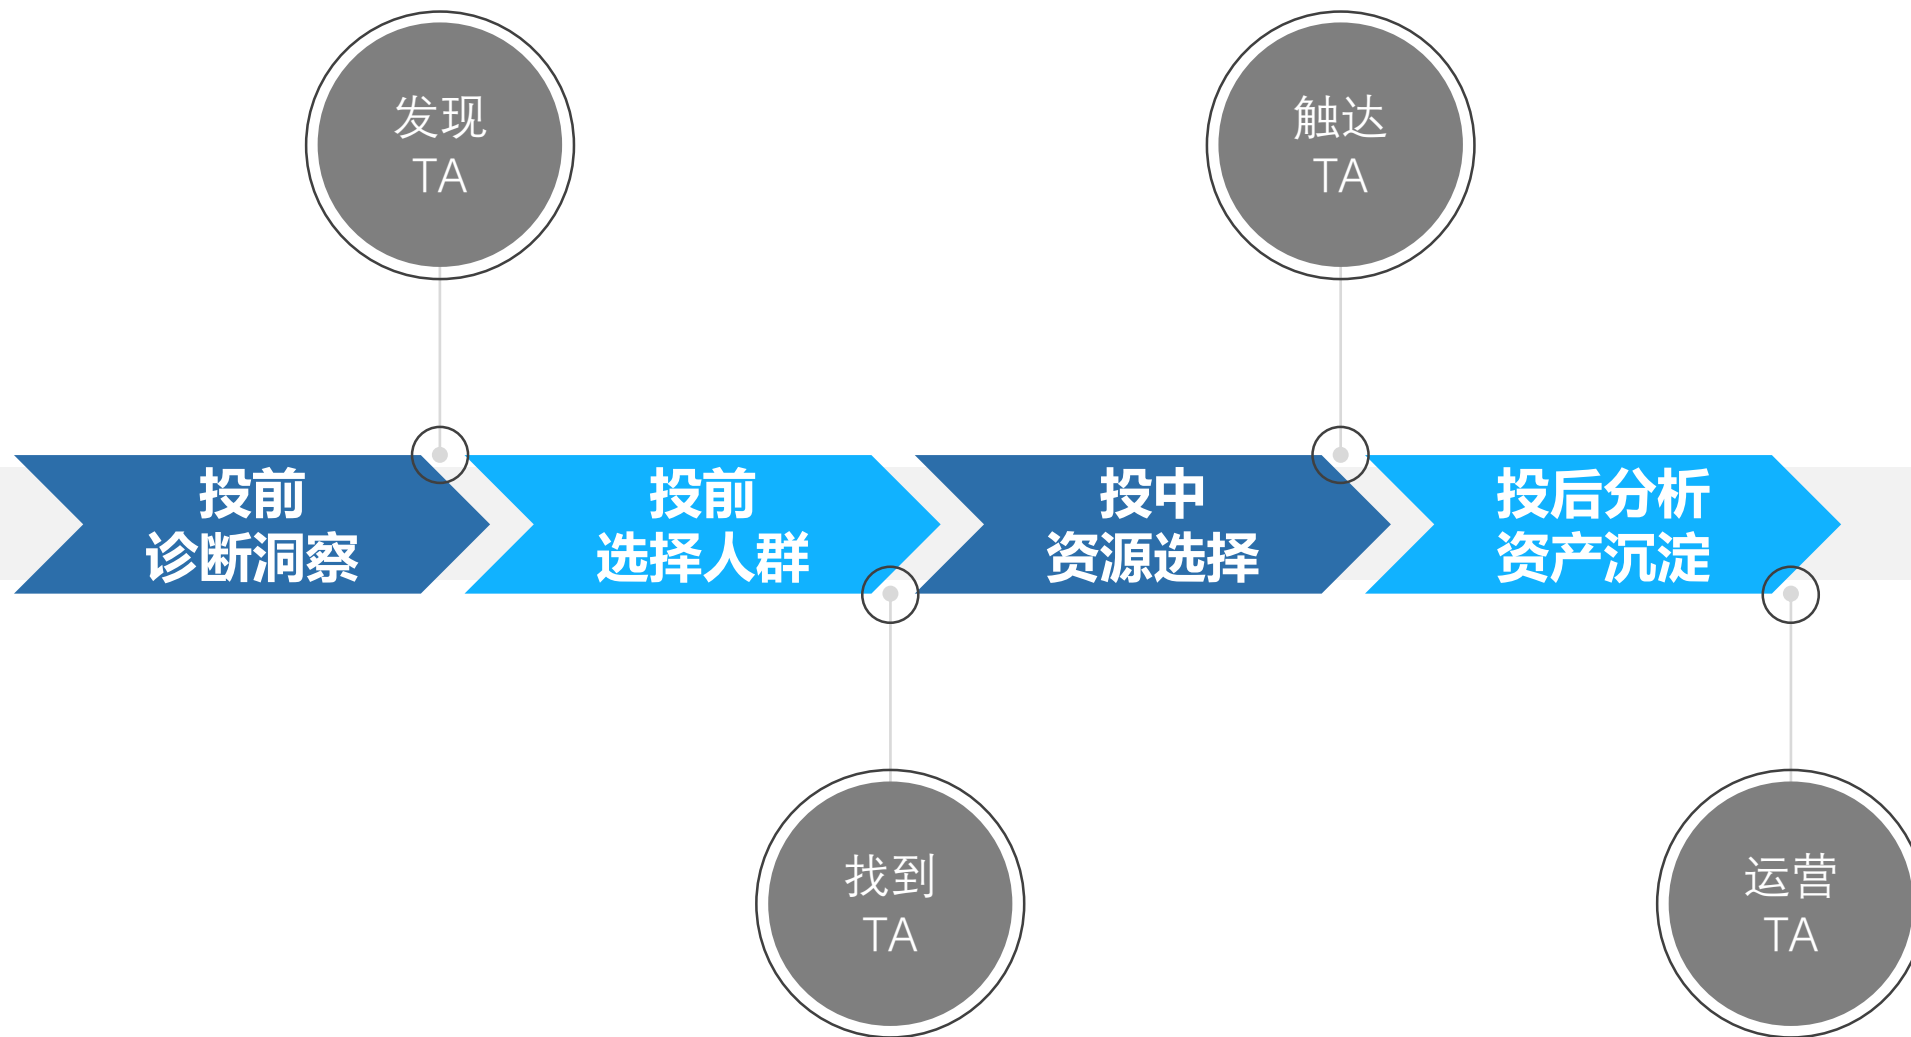 发现
TA
触达
TA
投前
诊断洞察
投前
选择人群
投中
资源选择
投后分析
资产沉淀
找到
TA
运营
TA